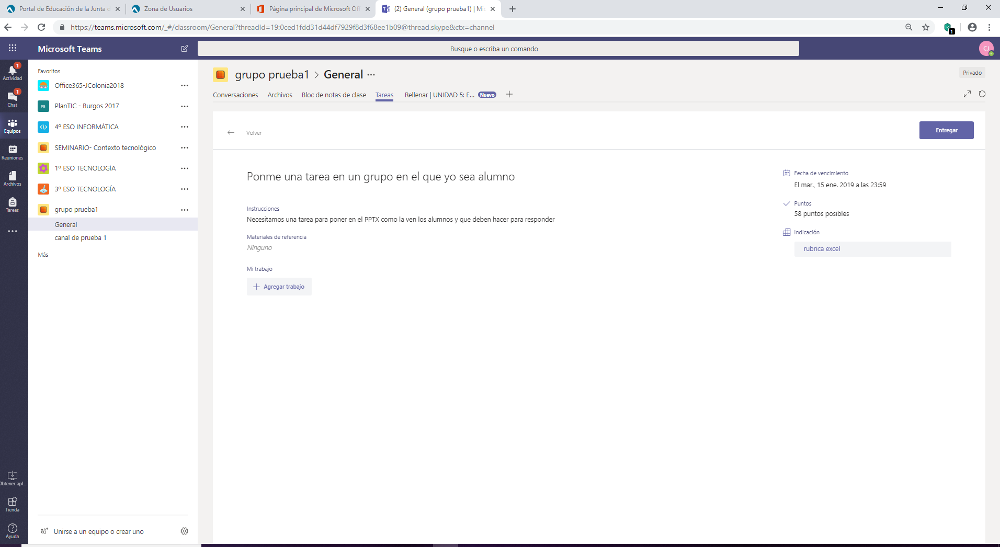 Portal de Educación de la Junta d
Zona de Usuarios
Página principal de Microsoft Off
(2) General (grupo prueba1) | Mic
https://teams.microsoft.com/_#/classroom/General?threadId=19:0ced1fdd31d44df7929f8d3f68ee1b09@thread.skype&ctx=channel
1
Microsoft Teams
Busque o escriba un comando
CJ
1
Actividad
1
Chat
Equipos
Reuniones
Archivos
Tareas
Obtener apl...
Tienda
Ayuda
Favoritos
Office365-JColonia2018
PB
PlanTIC - Burgos 2017
4º ESO INFORMÁTICA
SEMINARIO- Contexto tecnológico
1º ESO TECNOLOGÍA
3º ESO TECNOLOGÍA
grupo prueba1
General
canal de prueba 1
Más
Unirse a un equipo o crear uno
grupo prueba1 > General ...
Privado
Conversaciones Archivos Bloc de notas de clase Tareas Rellenar | UNIDAD 5: E... Nuevo
Volver
Entregar
Ponme una tarea en un grupo en el que yo sea alumno
Instrucciones
Necesitamos una tarea para poner en el PPTX como la ven los alumnos y que deben hacer para responder
Materiales de referencia
Ninguno
Mi trabajo
Agregar trabajo
Fecha de vencimiento
El mar., 15 ene. 2019 a las 23:59
Puntos
58 puntos posibles
Indicación
rubrica excel